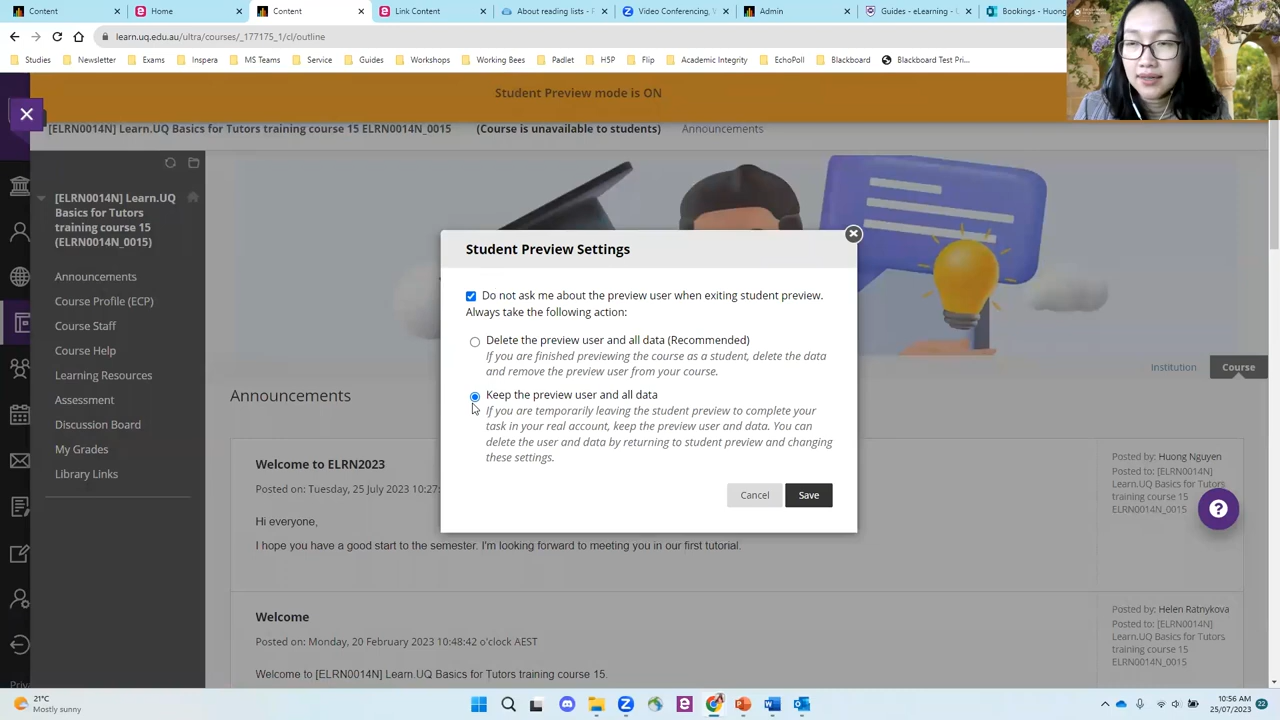 Content
Home
Content
Link Content
About reading lists - F
Video Conferencing, V
Admin
Guides - eLearning -
Bookings - Huong
learn.uq.edu.au/ultra/courses/_177175_1/cl/outline
Studies
Newsletter
Exams
Inspera
MS Teams
Service
Guides
Workshops
Working Bees
Padlet
H5P
Flip
Academic Integrity
EchoPoll
Blackboard
Blackboard Test Pri...
Student Preview mode is ON
[ELRN0014N] Learn.UQ Basics for Tutors training course 15 ELRN0014N_0015
(Course is unavailable to students)
Announcements
[ELRN0014N] Learn.UQ
Basics for Tutors
training course 15
(ELRN0014N_0015)
Announcements
Course Profile (ECP)
Course Staff
Course Help
Learning Resources
Assessment
Discussion Board
My Grades
Library Links
Student Preview Settings
Do not ask me about the preview user when exiting student preview.
Always take the following action:
Delete the preview user and all data (Recommended)
If you are finished previewing the course as a student, delete the data
and remove the preview user from your course.
Keep the preview user and all data
If you are temporarily leaving the student preview to complete your
task in your real account, keep the preview user and data. You can
delete the user and data by returning to student preview and changing
these settings.
Cancel
Save
Institution
Course
Announcements
Welcome to ELRN2023
Posted on: Tuesday, 25 July 2023 10:27:
Hi everyone,
I hope you have a good start to the semester. I'm looking forward to meeting you in our first tutorial.
Posted by: Huong Nguyen
Posted to: [ELRN0014N]
Learn.UQ Basics for Tutors
training course 15
ELRN0014N_0015
Welcome
Posted on: Monday, 20 February 2023 10:48:42 o'clock AEST
Welcome to [ELRN0014N] Learn.UQ Basics for Tutors training course 15.
Posted by: Helen Ratnykova
Posted to: [ELRN0014N]
Learn.UQ Basics for Tutors
training course 15
ELRN0014N_0015
Priv
21°C
Mostly sunny
10:56 AM
25/07/2023
22